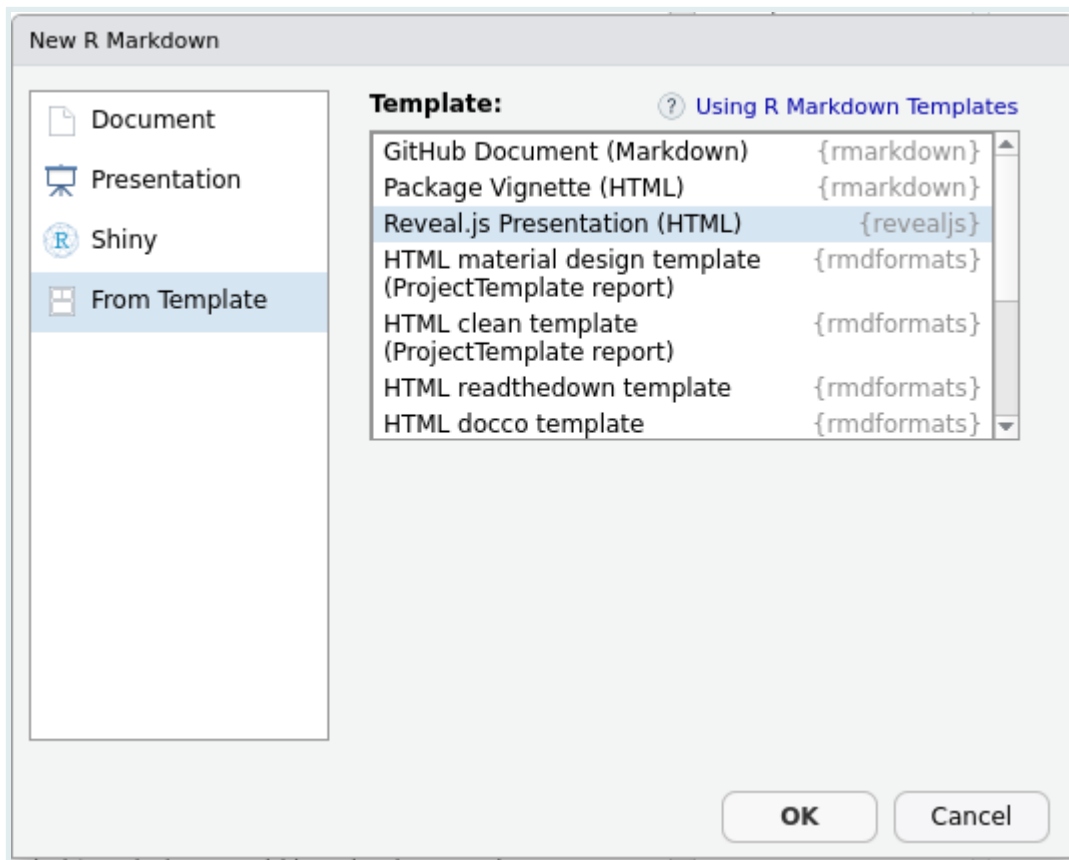 New R Markdown
Document
Presentation
R Shiny
From Template
Template:
? Using R Markdown Templates
GitHub Document (Markdown) {rmarkdown}
Package Vignette (HTML) {rmarkdown}
Reveal.js Presentation (HTML) {revealjs}
HTML material design template {rmdformats}
(ProjectTemplate report)
HTML clean template {rmdformats}
(ProjectTemplate report)
HTML readthedown template {rmdformats}
HTML docco template {rmdformats}
OK Cancel